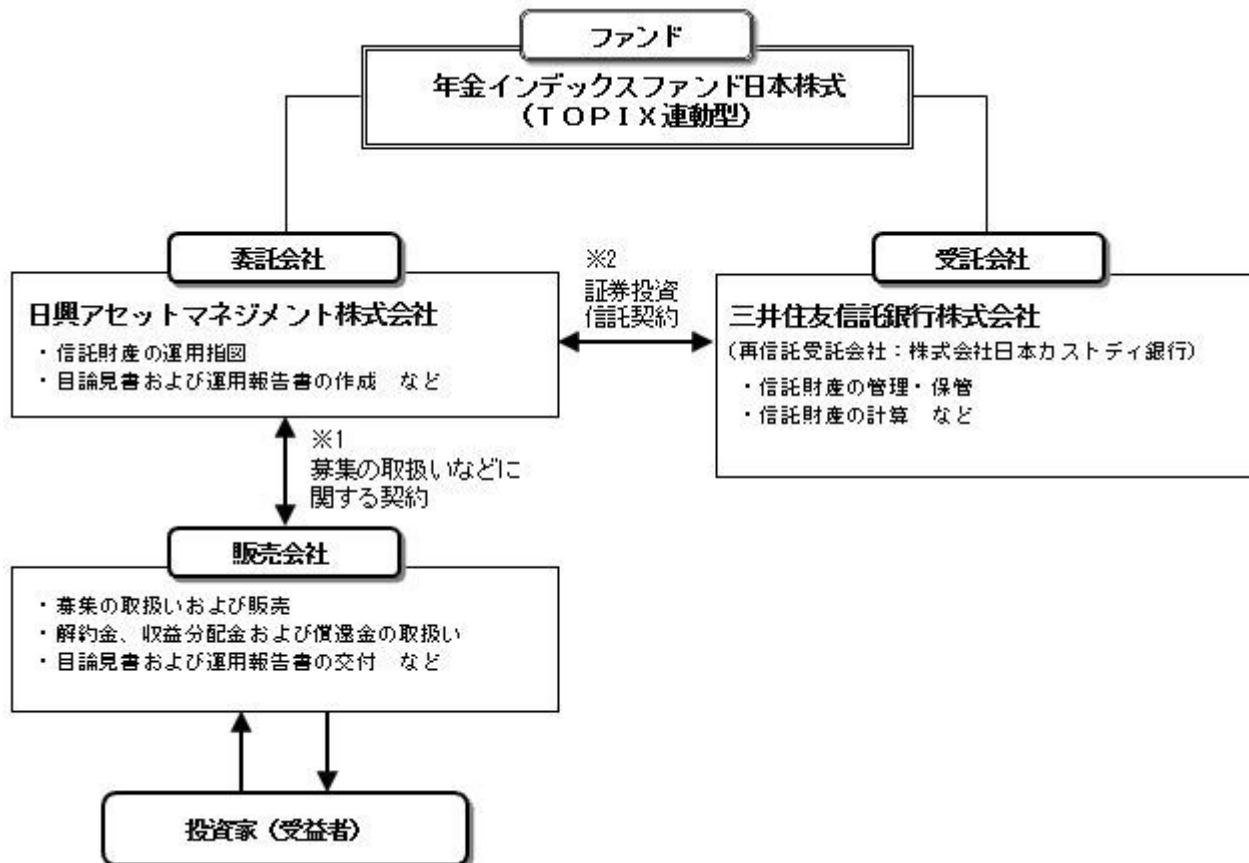 ファンド
年金インデックスファンド日本株式
(TOPIX連動型)
委託会社
日興アセットマネジメント株式会社
・信託財産の運用指図
・目論見書および運用報告書の作成 など
※2
証券投資
信託契約
受託会社
三井住友信託銀行株式会社
(再信託受託会社:株式会社日本カストディ銀行)
・信託財産の管理・保管
・信託財産の計算 など
※1
募集の取扱いなどに
関する契約
販売会社
・募集の取扱いおよび販売
・解約金、収益分配金および償還金の取扱い
・目論見書および運用報告書の交付 など
投資家(受益者)